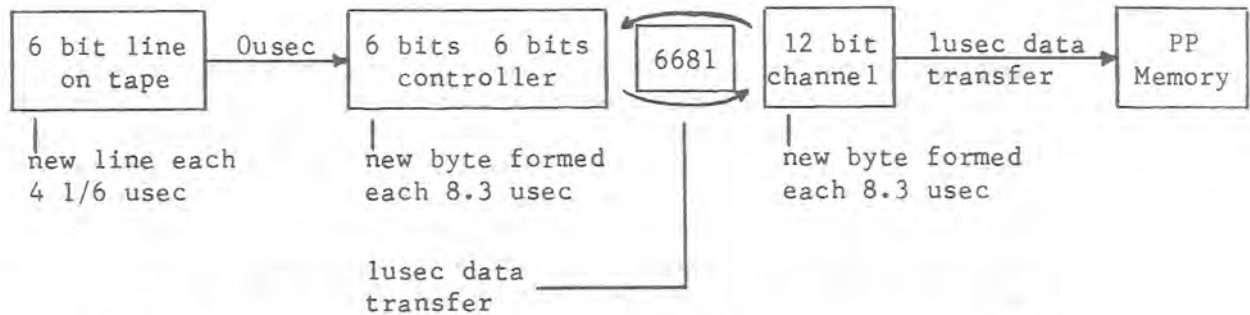 6 bit line
on tape
0usec
6 bits 6 bits
controller
6681
12 bit
channel
1usec data
transfer
PP
Memory
new line each
4 1/6 usec
new byte formed
each 8.3 usec
new byte formed
each 8.3 usec
1usec data
transfer